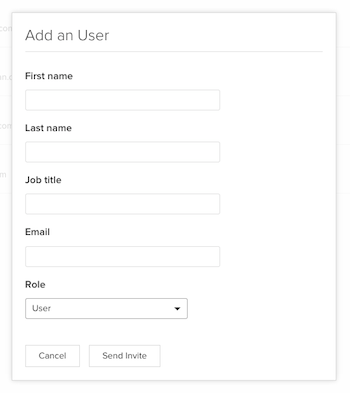 Add an User
First name
Last name
Job title
Email
Role
User
Cancel
Send Invite